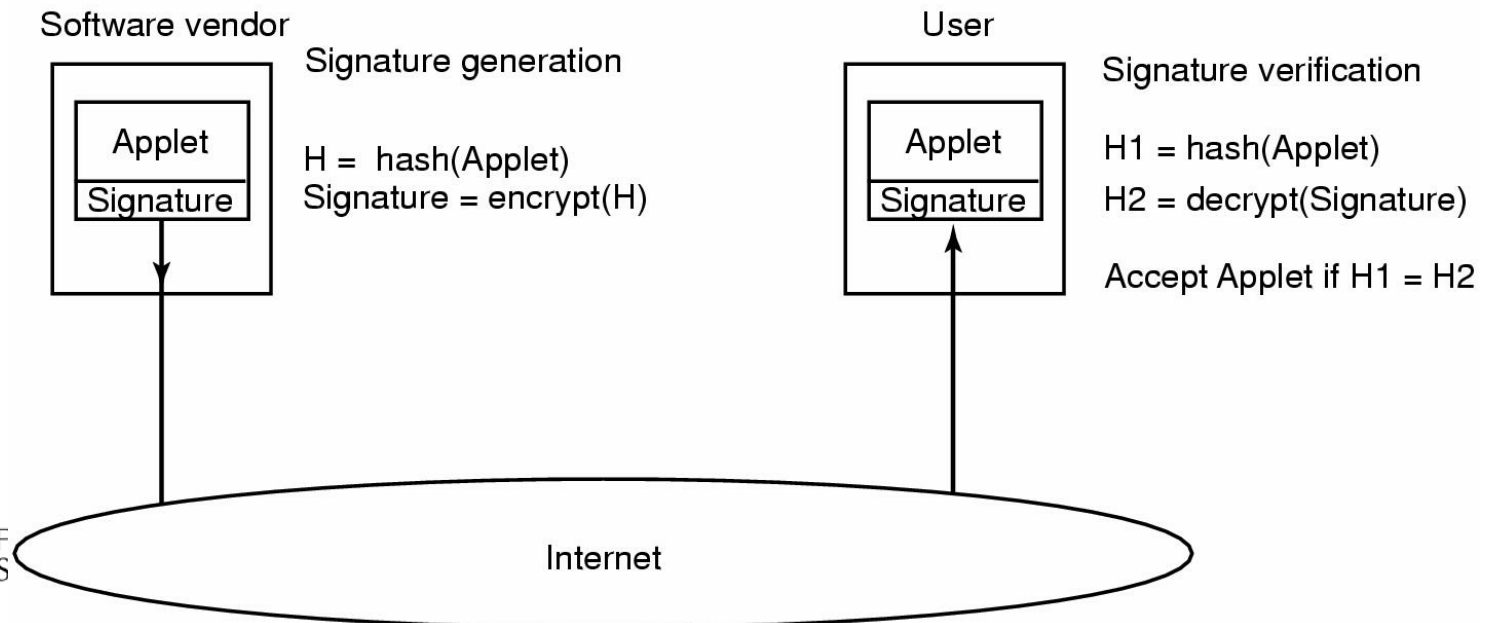 Software vendor
Signature generation
Applet
Signature
H = hash(Applet)
Signature = encrypt(H)
User
Signature verification
Applet
Signature
H1 = hash(Applet)
H2 = decrypt(Signature)
Accept Applet if H1 = H2
Internet